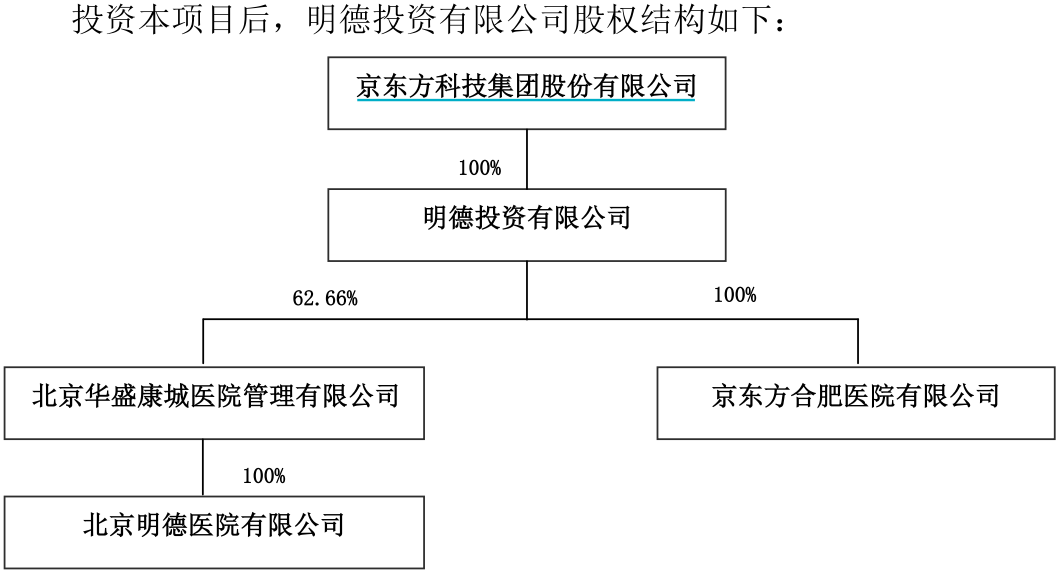 投资本项目后，明德投资有限公司股权结构如下：
京东方科技集团股份有限公司
100%
明德投资有限公司
62.66%
100%
北京华盛康城医院管理有限公司
京东方合肥医院有限公司
100%
北京明德医院有限公司